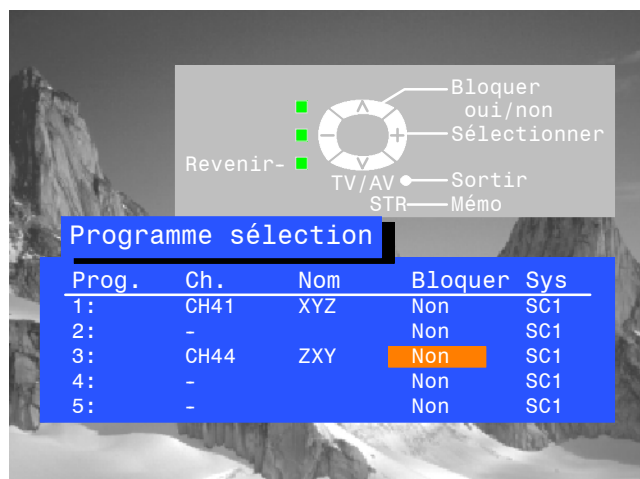 Bloquer
oui/non
Sélectionner
Revenir-
TV/AV Sortir
STR Mémo
Programme sélection
Prog. Ch. Nom Bloquer Sys
1: CH41 XYZ Non SC1
2: - Non SC1
3: CH44 ZXY Non SC1
4: - Non SC1
5: - Non SC1